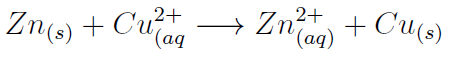 Zn₍ₛ₎ + Cu²⁺₍aq ⟶ Zn²⁺₍aq₎ + Cu₍ₛ₎